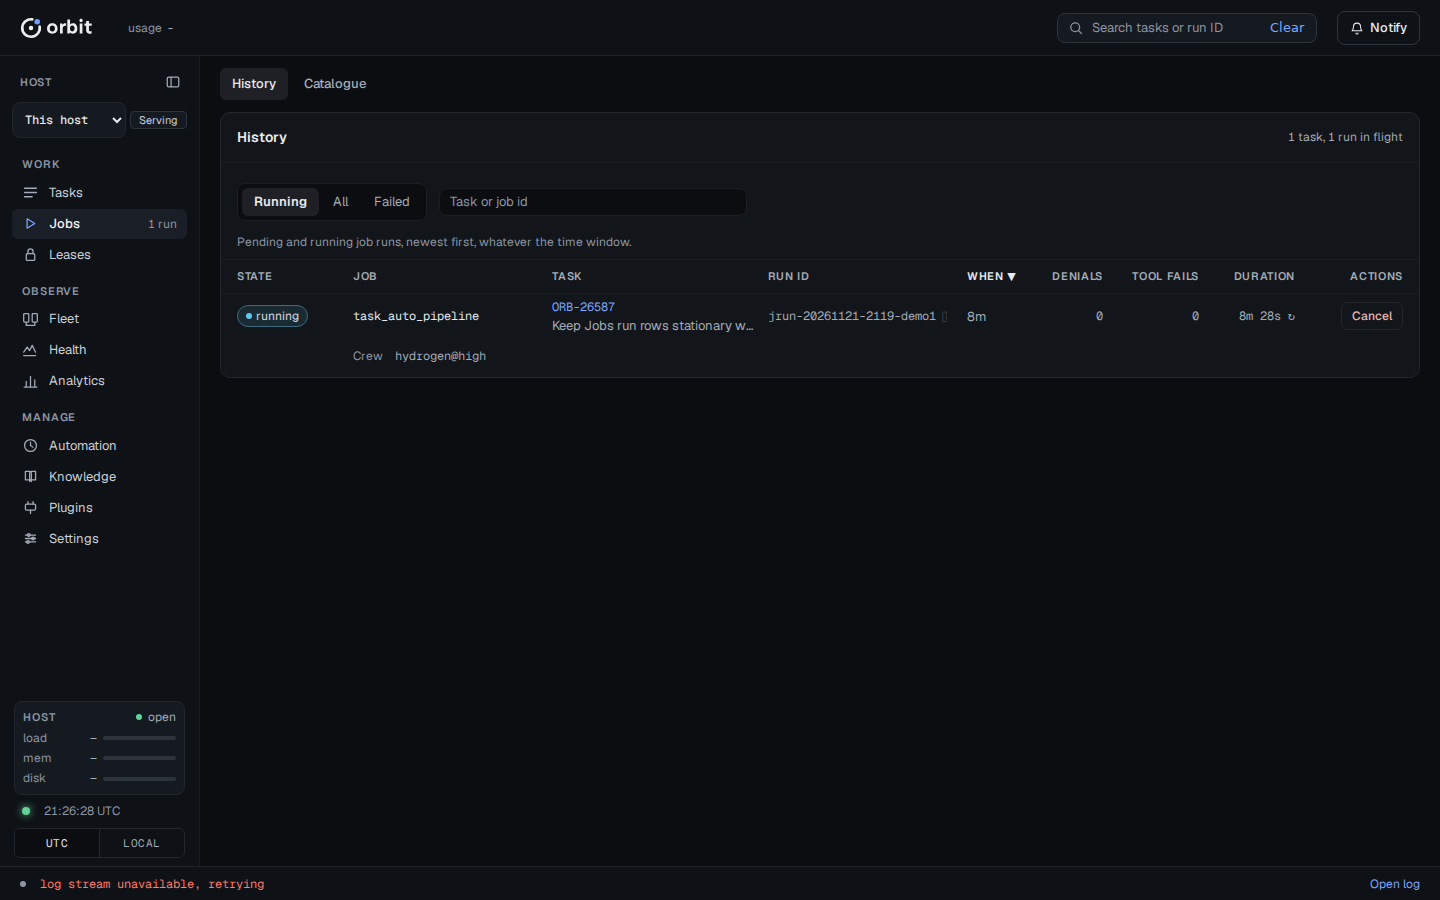 orbit
usage -
Search tasks or run ID Clear
Notify
HOST
This host Serving
WORK
Tasks
Jobs 1 run
Leases
OBSERVE
Fleet
Health
Analytics
MANAGE
Automation
Knowledge
Plugins
Settings
HOST open
load –
mem –
disk –
21:26:28 UTC
UTC LOCAL
History Catalogue
History 1 task, 1 run in flight
Running All Failed Task or job id
Pending and running job runs, newest first, whatever the time window.
STATE JOB TASK RUN ID WHEN ▼ DENIALS TOOL FAILS DURATION ACTIONS
running task_auto_pipeline ORB-26587 jrun-20261121-2119-demo1 8m 0 0 8m 28s ↻ Cancel
Keep Jobs run rows stationary w…
Crew hydrogen@high
log stream unavailable, retrying Open log